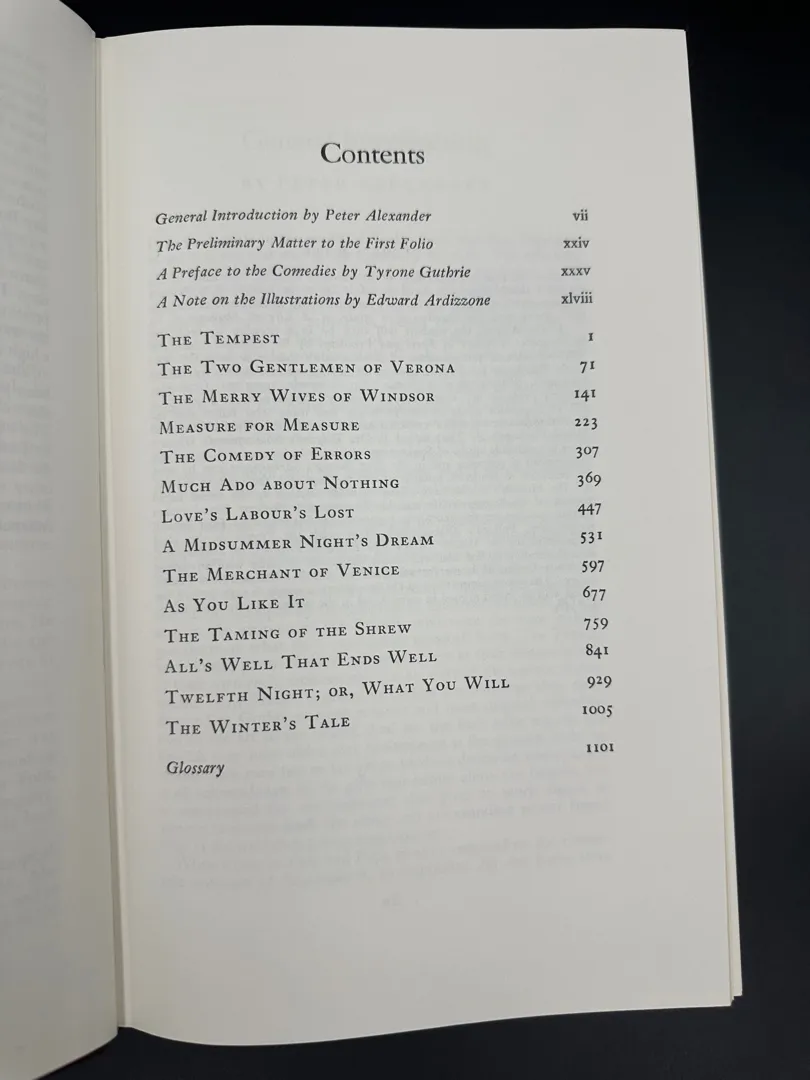 Contents
General Introduction by Peter Alexander vii
The Preliminary Matter to the First Folio xxiv
A Preface to the Comedies by Tyrone Guthrie xxxv
A Note on the Illustrations by Edward Ardizzone xlviii
THE TEMPEST 1
THE TWO GENTLEMEN OF VERONA 71
THE MERRY WIVES OF WINDSOR 141
MEASURE FOR MEASURE 223
THE COMEDY OF ERRORS 307
MUCH ADO ABOUT NOTHING 369
LOVE'S LABOUR'S LOST 447
A MIDSUMMER NIGHT'S DREAM 531
THE MERCHANT OF VENICE 597
AS YOU LIKE IT 677
THE TAMING OF THE SHREW 759
ALL'S WELL THAT ENDS WELL 841
TWELFTH NIGHT; OR, WHAT YOU WILL 929
THE WINTER'S TALE 1005
Glossary 1101